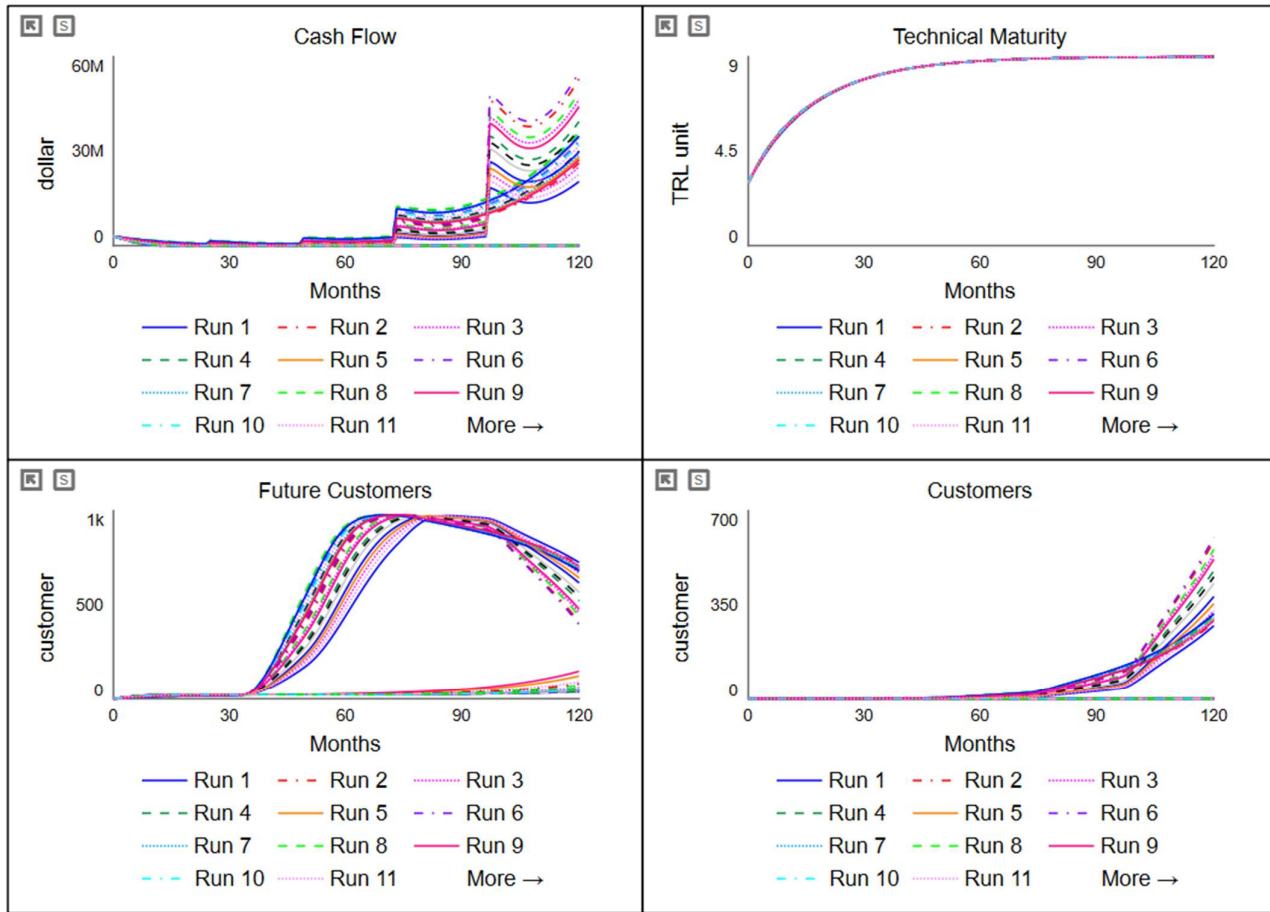 S
Cash Flow
60M
30M
0
dollar
0 30 60 90 120
Months
Run 1 Run 2 Run 3
Run 4 Run 5 Run 6
Run 7 Run 8 Run 9
Run 10 Run 11 More →
S
Technical Maturity
9
4.5
0
TRL unit
0 30 60 90 120
Months
Run 1 Run 2 Run 3
Run 4 Run 5 Run 6
Run 7 Run 8 Run 9
Run 10 Run 11 More →
S
Future Customers
1k
500
0
customer
0 30 60 90 120
Months
Run 1 Run 2 Run 3
Run 4 Run 5 Run 6
Run 7 Run 8 Run 9
Run 10 Run 11 More →
S
Customers
700
350
0
customer
0 30 60 90 120
Months
Run 1 Run 2 Run 3
Run 4 Run 5 Run 6
Run 7 Run 8 Run 9
Run 10 Run 11 More →